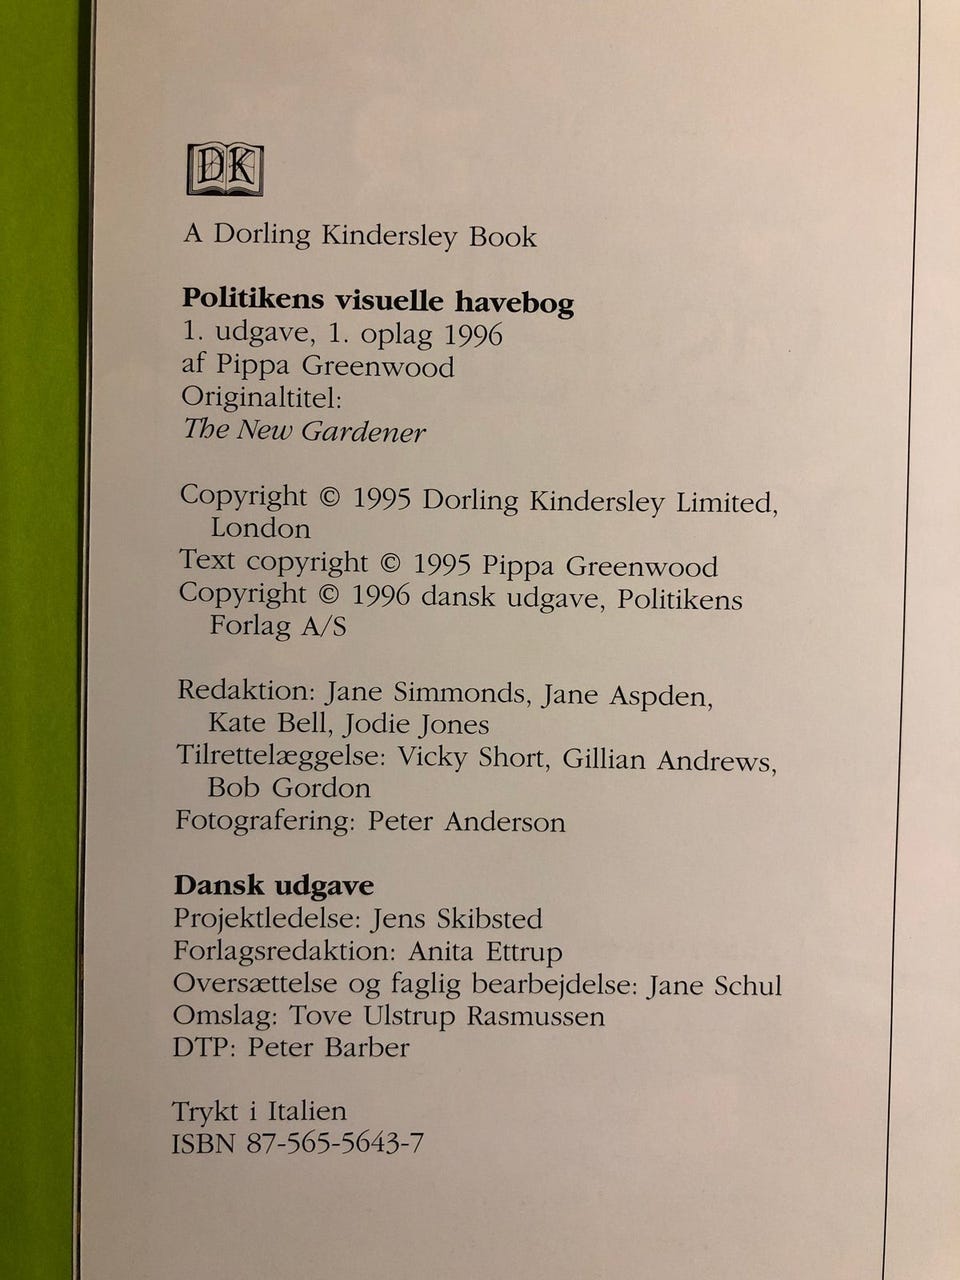 DK
A Dorling Kindersley Book
Politikens visuelle havebog
1. udgave, 1. oplag 1996
af Pippa Greenwood
Originaltitel:
The New Gardener
Copyright © 1995 Dorling Kindersley Limited,
London
Text copyright © 1995 Pippa Greenwood
Copyright © 1996 dansk udgave, Politikens
Forlag A/S
Redaktion: Jane Simmonds, Jane Aspden,
Kate Bell, Jodie Jones
Tilrettelæggelse: Vicky Short, Gillian Andrews,
Bob Gordon
Fotografering: Peter Anderson
Dansk udgave
Projektledelse: Jens Skibsted
Forlagsredaktion: Anita Ettrup
Oversættelse og faglig bearbejdelse: Jane Schul
Omslag: Tove Ulstrup Rasmussen
DTP: Peter Barber
Trykt i Italien
ISBN 87-565-5643-7